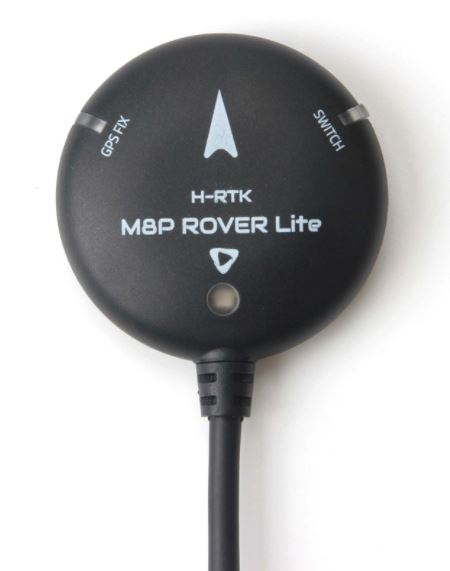 GPS FIX
SWITCH
H-RTK
M8P ROVER Lite